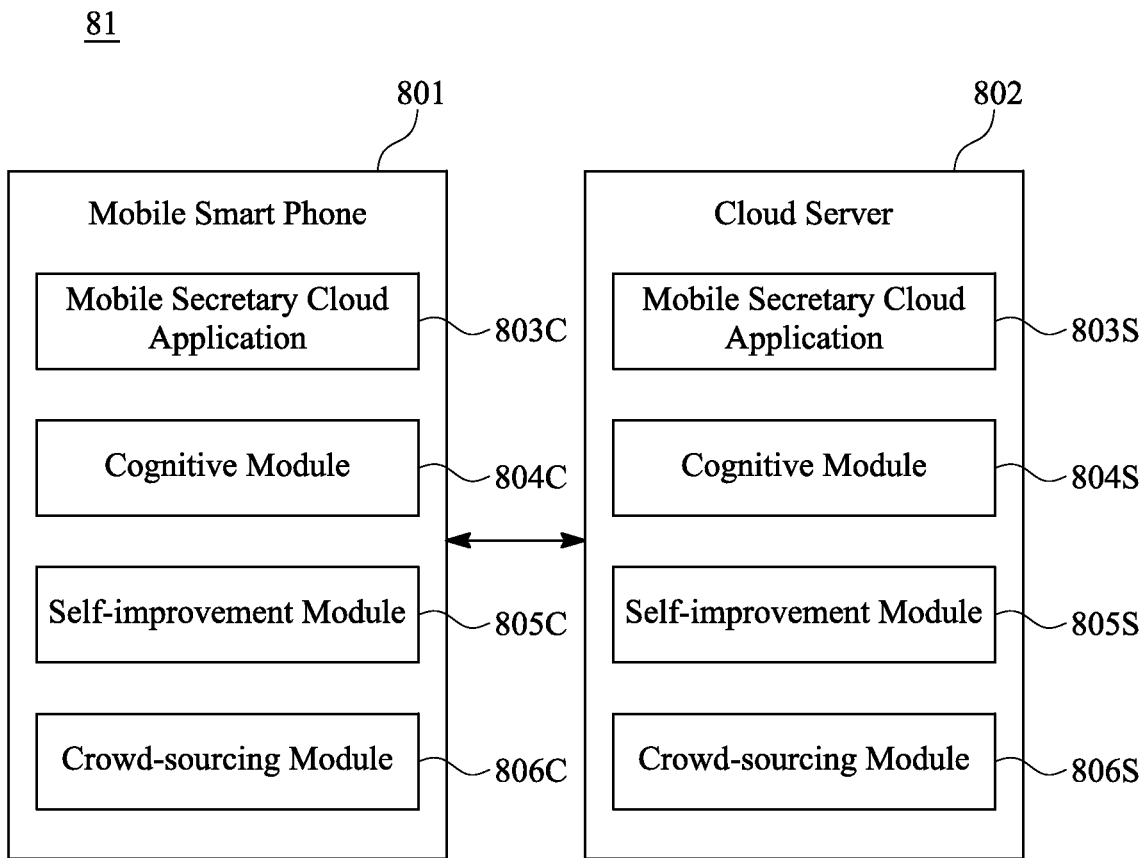 81
801
802
Mobile Smart Phone
Cloud Server
Mobile Secretary Cloud
Application
803C
Mobile Secretary Cloud
Application
803S
Cognitive Module
804C
Cognitive Module
804S
Self-improvement Module
805C
Self-improvement Module
805S
Crowd-sourcing Module
806C
Crowd-sourcing Module
806S